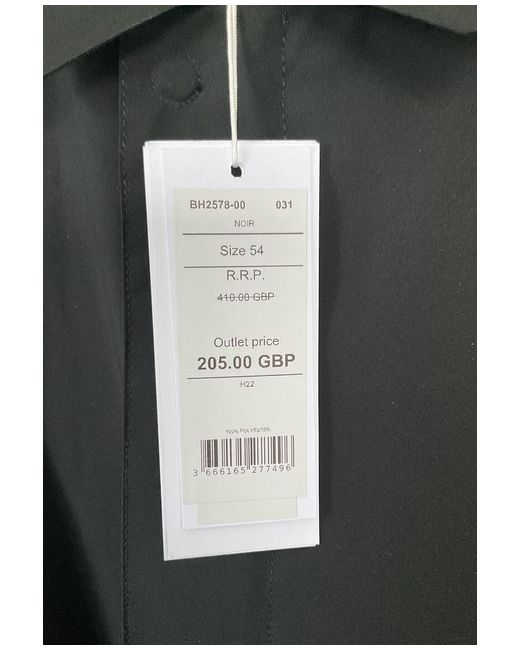 BH2578-00 031
NOIR
Size 54
R.R.P.
410.00 GBP
Outlet price
205.00 GBP
H22
100% POLYESTER
3 666165 277496